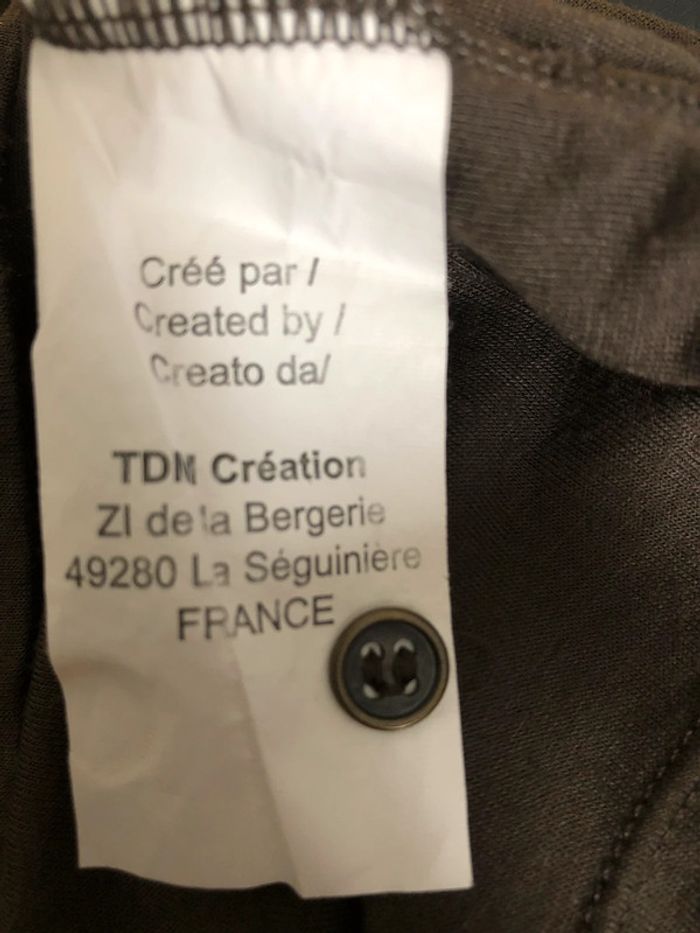 Créé par /
Created by /
Creato da/
TDM Création
ZI de la Bergerie
49280 La Séguinière
FRANCE